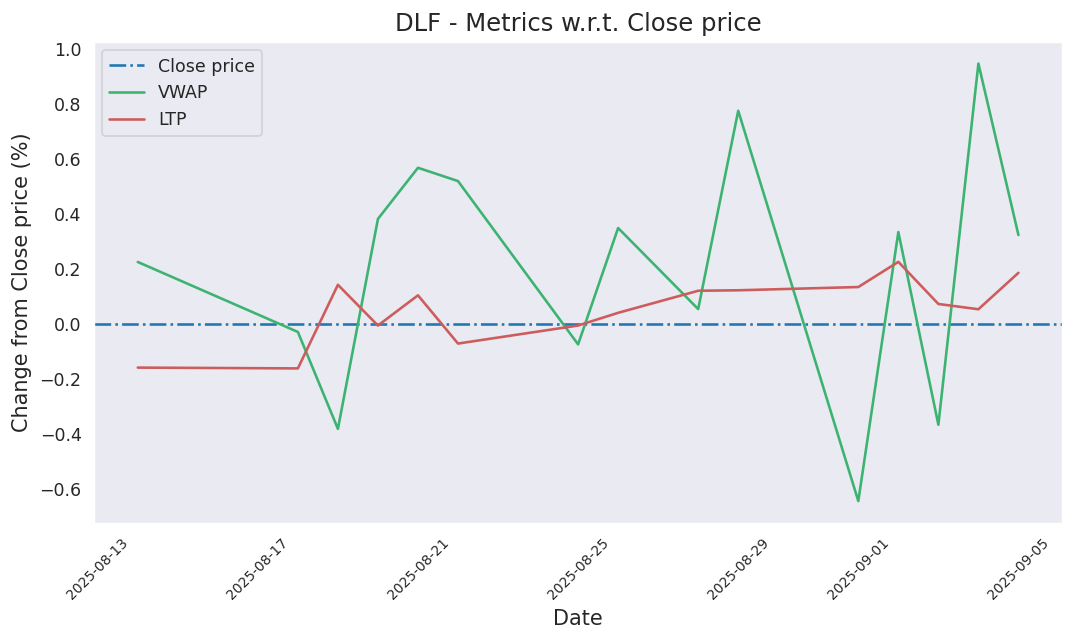 DLF - Metrics w.r.t. Close price
Close price
VWAP
LTP
Change from Close price (%)
1.0
0.8
0.6
0.4
0.2
0.0
−0.2
−0.4
−0.6
2025-08-13
2025-08-17
2025-08-21
2025-08-25
2025-08-29
2025-09-01
2025-09-05
Date